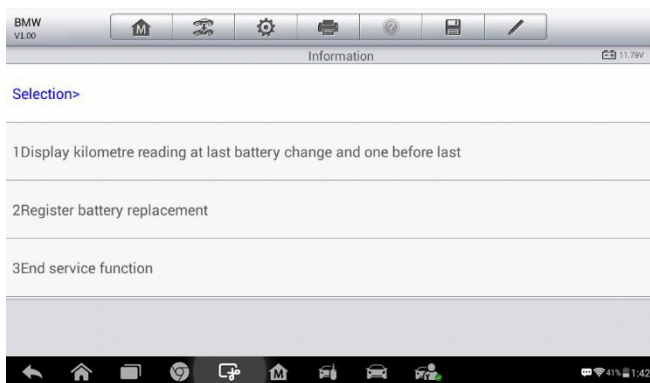 BMW
V1.00
M
Information
11.79V
Selection>
1Display kilometre reading at last battery change and one before last
2Register battery replacement
3End service function
M
41% 1:42